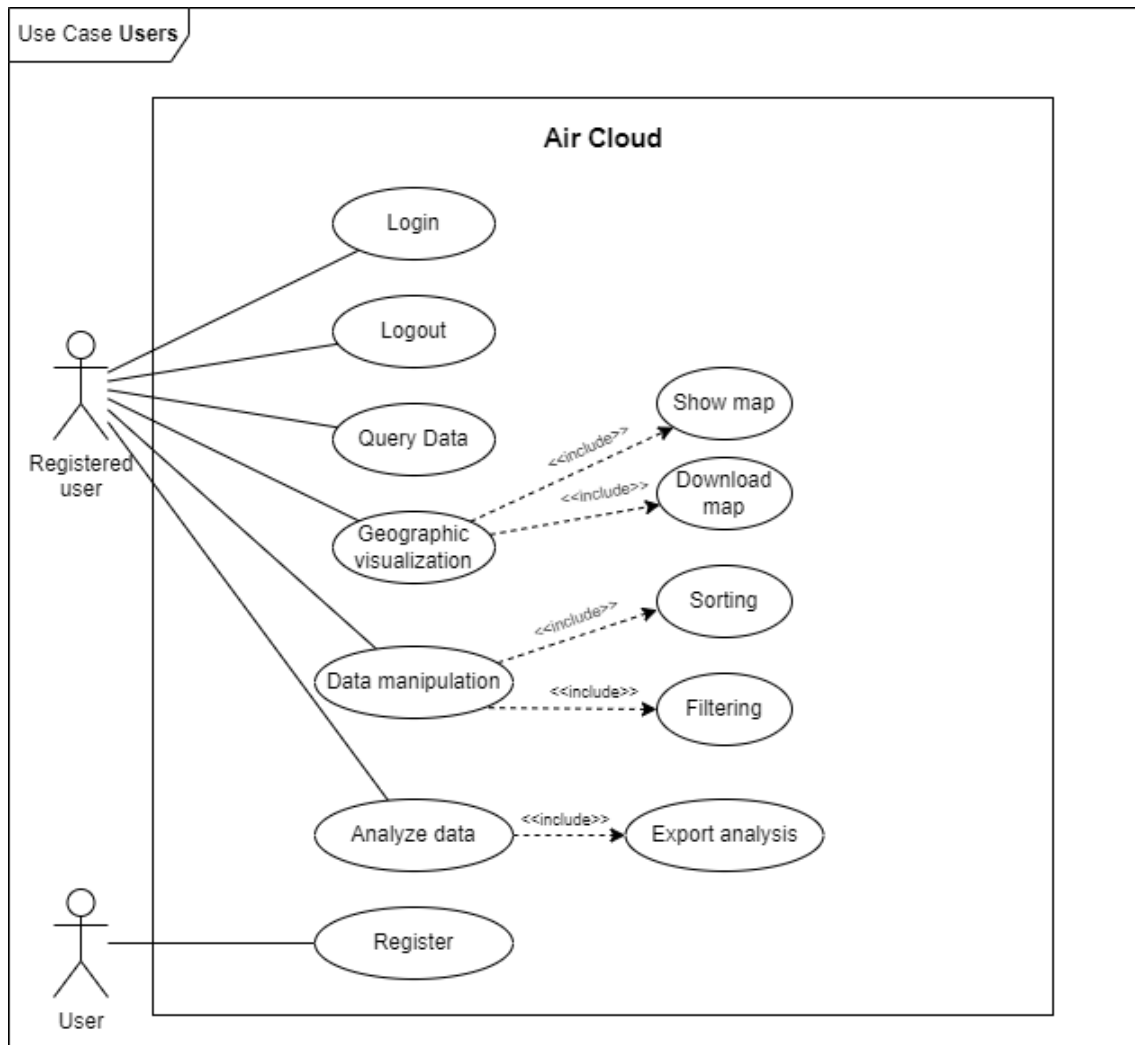 Use Case Users
Air Cloud
Login
Logout
Query Data
Registered
user
Show map
<<include>>
Download
map
<<include>>
Geographic
visualization
Sorting
<<include>>
Data manipulation
<<include>>
Filtering
Analyze data
<<include>>
Export analysis
Register
User